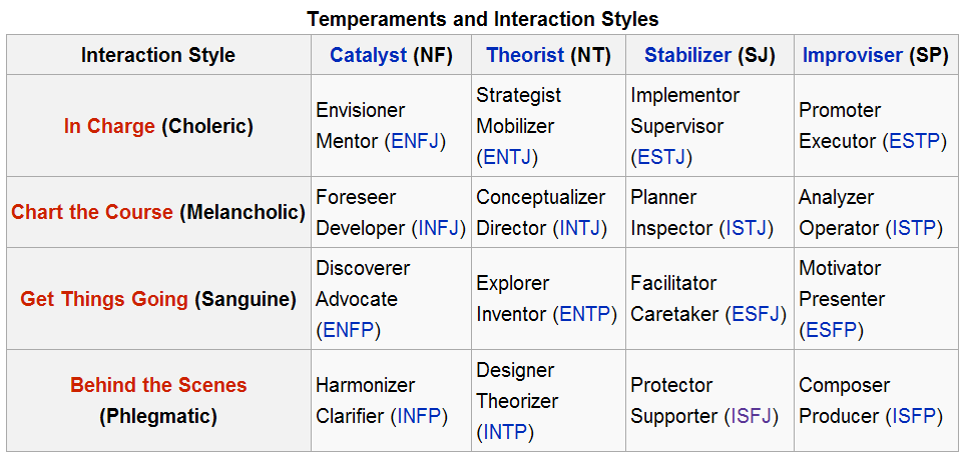 Temperaments and Interaction Styles
Interaction Style
Catalyst (NF)
Theorist (NT)
Stabilizer (SJ)
Improviser (SP)
In Charge (Choleric)
Envisioner
Mentor (ENFJ)
Strategist
Mobilizer
(ENTJ)
Implementor
Supervisor
(ESTJ)
Promoter
Executor (ESTP)
Chart the Course (Melancholic)
Foreseer
Developer (INFJ)
Conceptualizer
Director (INTJ)
Planner
Inspector (ISTJ)
Analyzer
Operator (ISTP)
Get Things Going (Sanguine)
Discoverer
Advocate
(ENFP)
Explorer
Inventor (ENTP)
Facilitator
Caretaker (ESFJ)
Motivator
Presenter
(ESFP)
Behind the Scenes
(Phlegmatic)
Harmonizer
Clarifier (INFP)
Designer
Theorizer
(INTP)
Protector
Supporter (ISFJ)
Composer
Producer (ISFP)